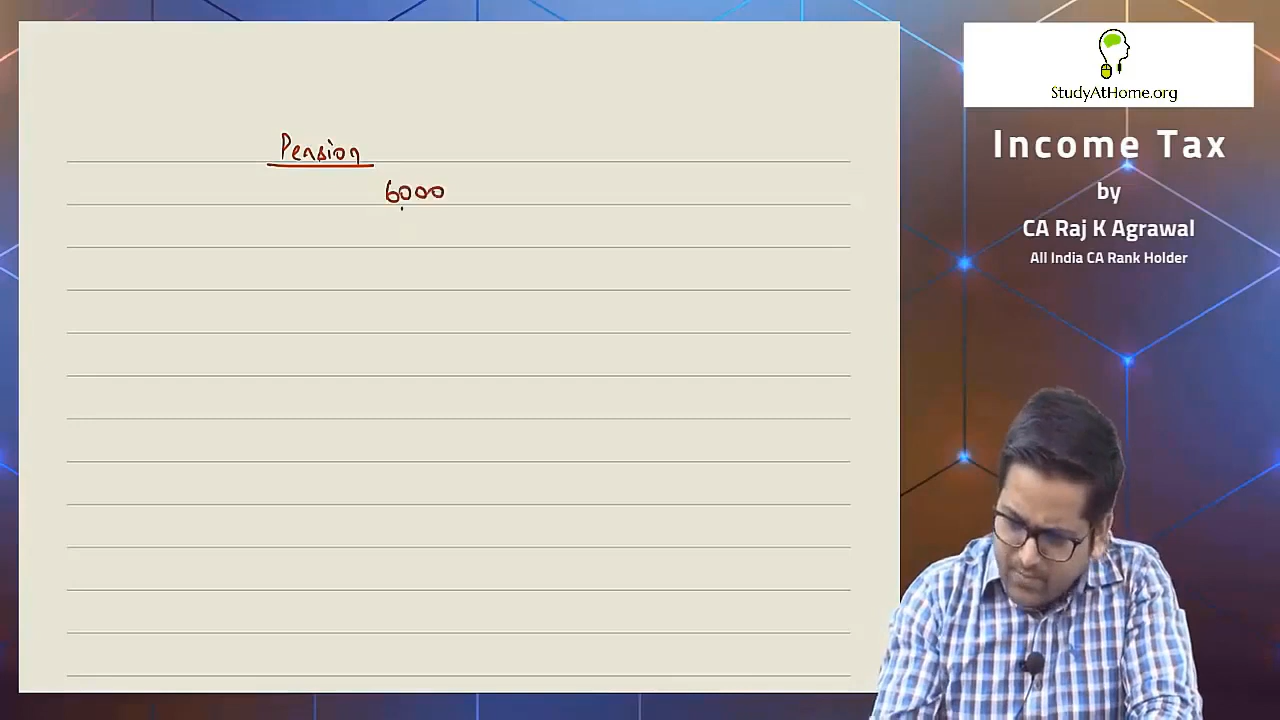 Pension
6000
StudyAtHome.org
Income Tax
by
CA Raj K Agrawal
All India CA Rank Holder